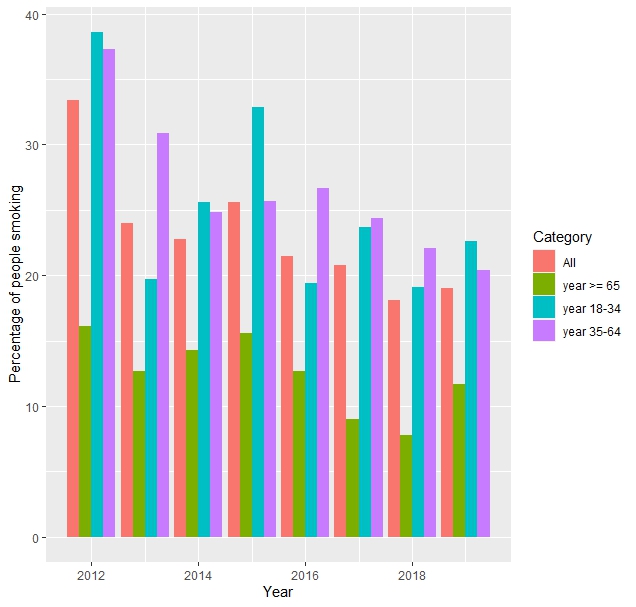 40
30
20
10
0
Percentage of people smoking
2012 2014 2016 2018
Year
Category
All
year >= 65
year 18-34
year 35-64